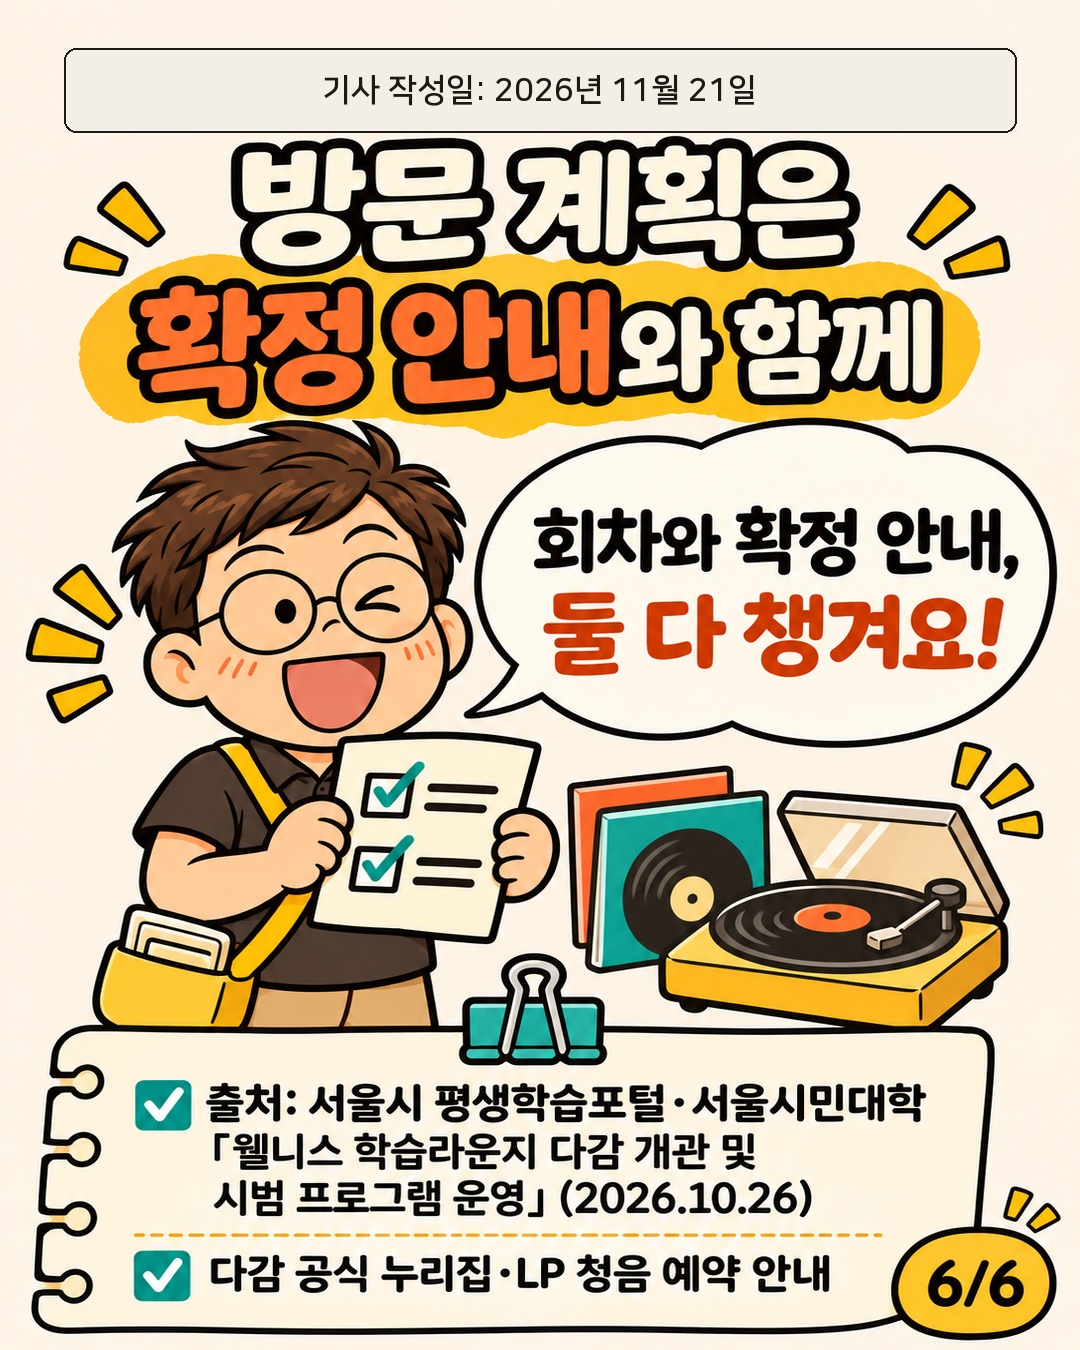 기사 작성일: 2026년 11월 21일
방문 계획은
확정 안내와 함께
회차와 확정 안내,
둘 다 챙겨요!
출처: 서울시 평생학습포털·서울시민대학
「웰니스 학습라운지 다감 개관 및
시범 프로그램 운영」 (2026.10.26)
다감 공식 누리집·LP 청음 예약 안내
6/6